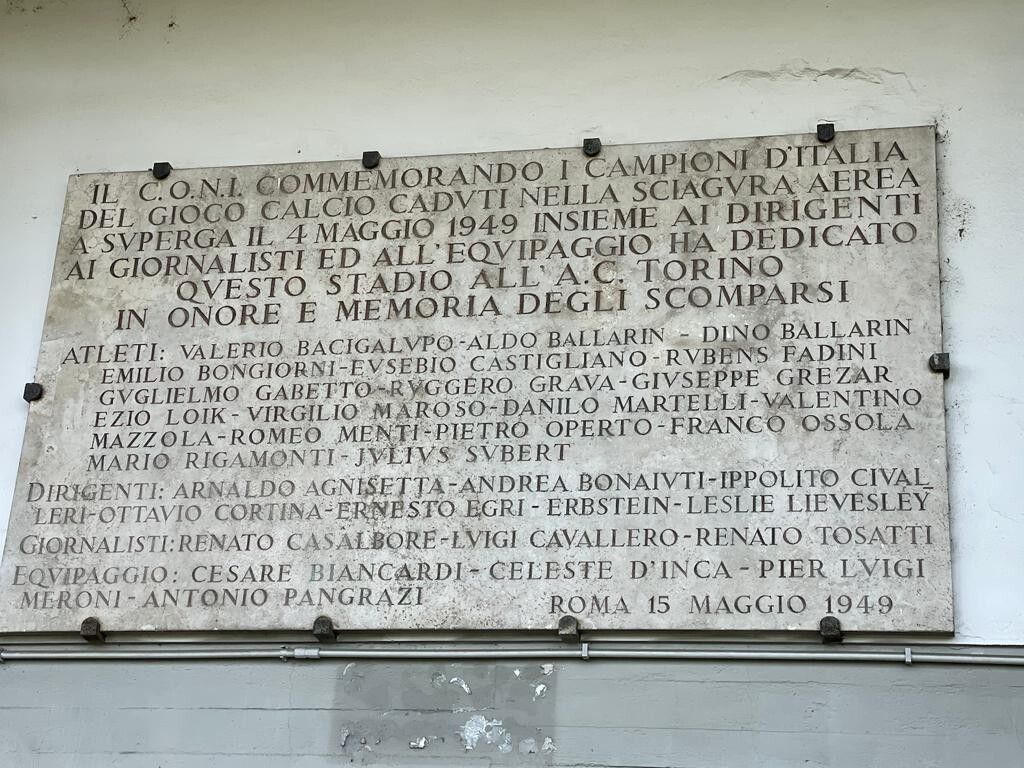 IL C.O.N.I. COMMEMORANDO I CAMPIONI D'ITALIA
DEL GIOCO CALCIO CADVTI NELLA SCIAGVRA AEREA
A SVPERGA IL 4 MAGGIO 1949 INSIEME AI DIRIGENTI
AI GIORNALISTI ED ALL'EQVIPAGGIO HA DEDICATO
QVESTO STADIO ALL'A.C. TORINO
IN ONORE E MEMORIA DEGLI SCOMPARSI
ATLETI: VALERIO BACIGALVPO-ALDO BALLARIN - DINO BALLARIN
EMILIO BONGIORNI-EVSEBIO CASTIGLIANO-RVBENS FADINI
GVGLIELMO GABETTO-RVGGERO GRAVA-GIVSEPPE GREZAR
EZIO LOIK-VIRGILIO MAROSO-DANILO MARTELLI-VALENTINO
MAZZOLA-ROMEO MENTI-PIETRO OPERTO-FRANCO OSSOLA
MARIO RIGAMONTI-JVLIVS SVBERT
DIRIGENTI: ARNALDO AGNISETTA-ANDREA BONAIVTI-IPPOLITO CIVAL
LERI-OTTAVIO CORTINA-ERNESTO EGRI-ERBSTEIN-LESLIE LIEVESLEY
GIORNALISTI: RENATO CASALBORE-LVIGI CAVALLERO-RENATO TOSATTI
EQVIPAGGIO: CESARE BIANCARDI-CELESTE D'INCA-PIER LVIGI
MERONI-ANTONIO PANGRAZI ROMA 15 MAGGIO 1949